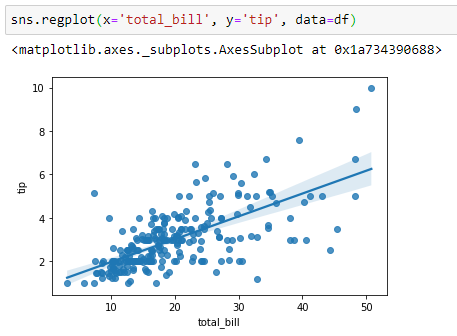 sns.regplot(x='total_bill', y='tip', data=df)
<matplotlib.axes._subplots.AxesSubplot at 0x1a734390688>
10
8
6
4
2
tip
10 20 30 40 50
total_bill